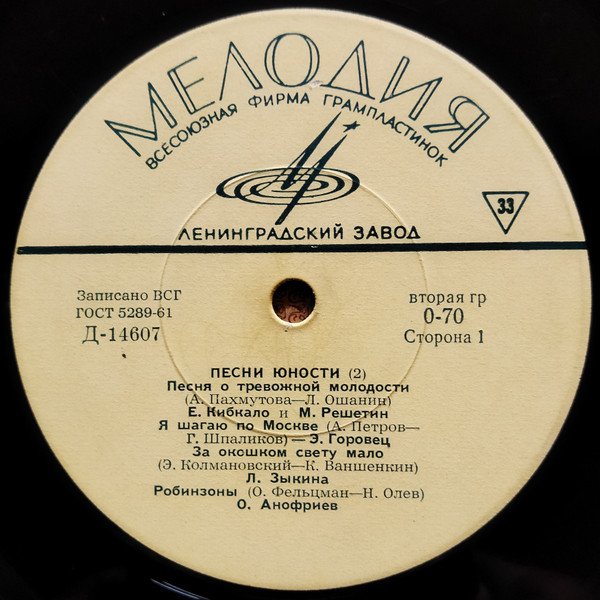 МЕЛОДИЯ
ВСЕСОЮЗНАЯ ФИРМА ГРАМПЛАСТИНОК
33
ЛЕНИНГРАДСКИЙ ЗАВОД
Записано ВСГ
ГОСТ 5289-61
Д-14607
вторая гр
0-70
Сторона 1
ПЕСНИ ЮНОСТИ (2)
Песня о тревожной молодости
(А. Пахмутова—Л. Ошанин)
Е. Кибкало и М. Решетин
Я шагаю по Москве (А. Петров—
Г. Шпаликов)—Э. Горовец
За окошком свету мало
(Э. Колмановский—К. Ваншенкин)
Л. Зыкина
Робинзоны (О. Фельцман—Н. Олев)
О. Анофриев